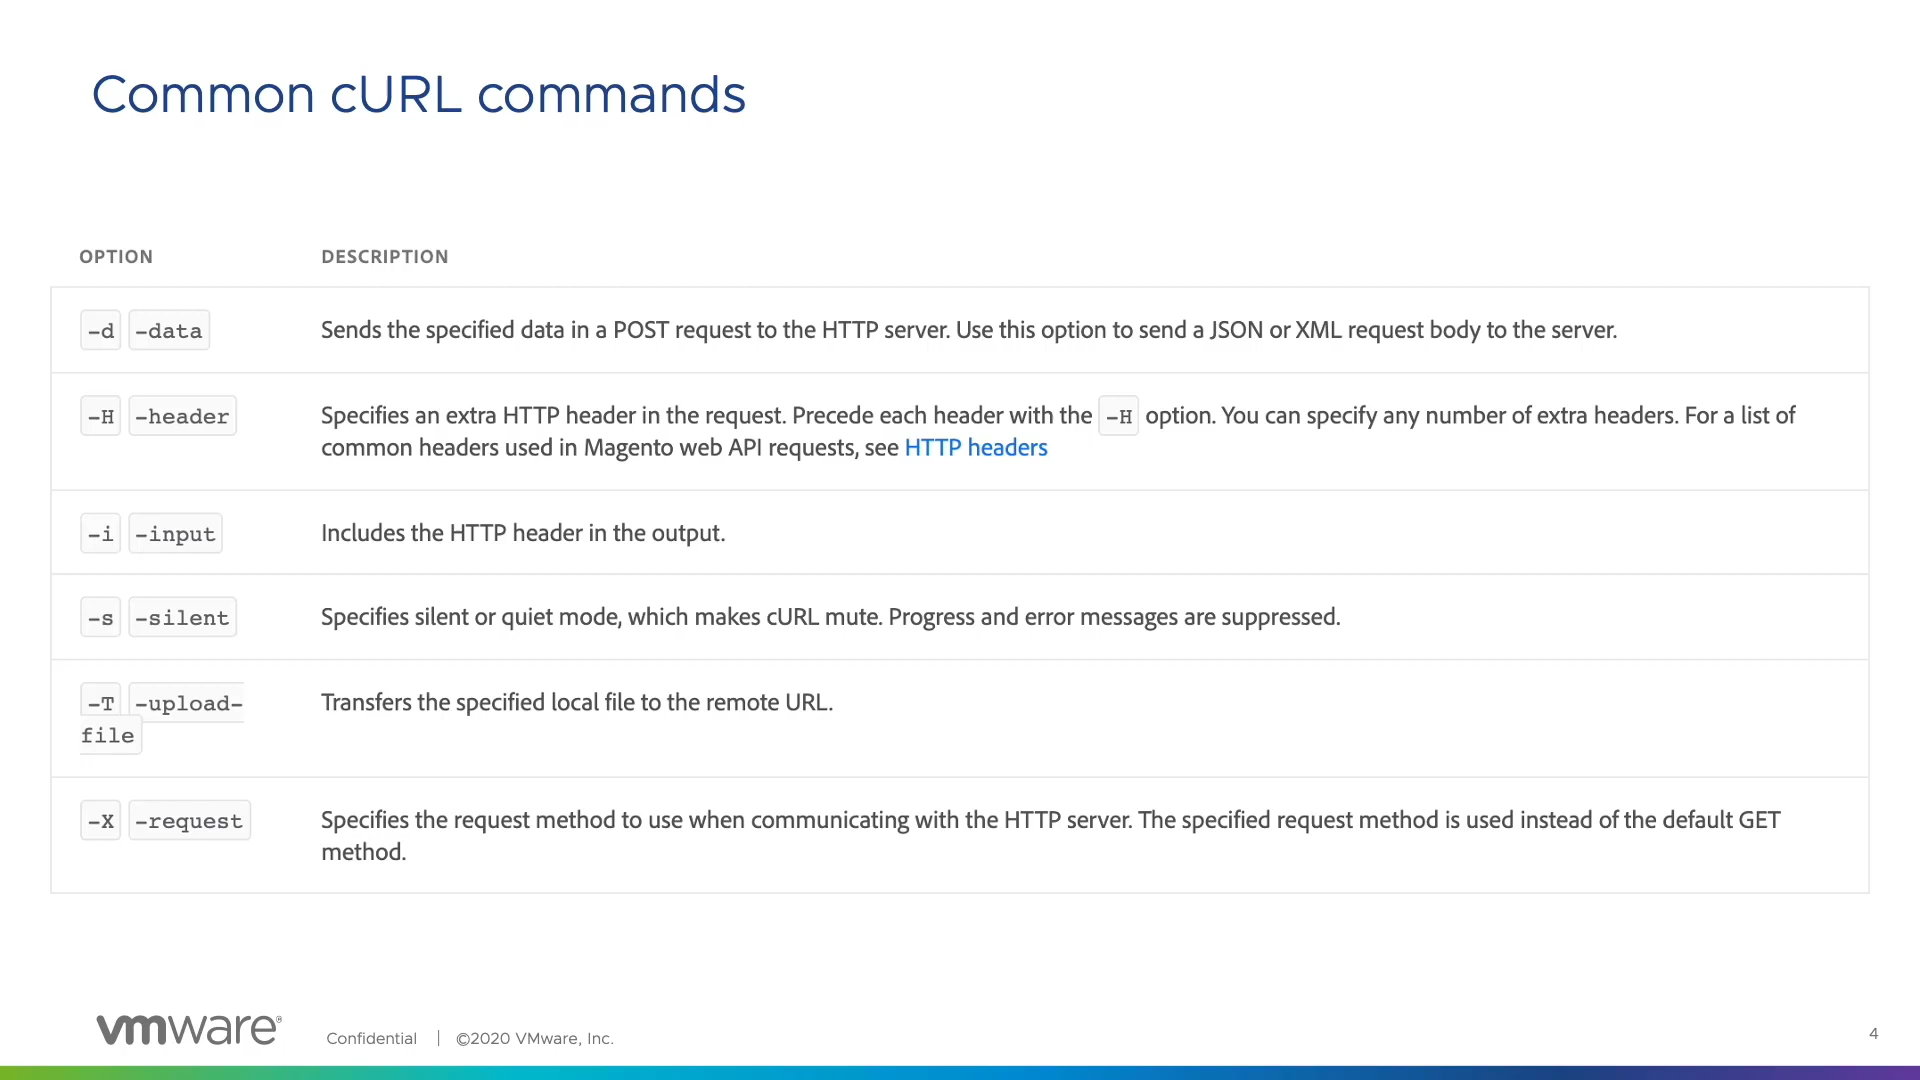 Common cURL commands
OPTION DESCRIPTION
-d -data Sends the specified data in a POST request to the HTTP server. Use this option to send a JSON or XML request body to the server.
-H -header Specifies an extra HTTP header in the request. Precede each header with the -H option. You can specify any number of extra headers. For a list of
common headers used in Magento web API requests, see HTTP headers
-i -input Includes the HTTP header in the output.
-s -silent Specifies silent or quiet mode, which makes cURL mute. Progress and error messages are suppressed.
-T -upload- Transfers the specified local file to the remote URL.
file
-X -request Specifies the request method to use when communicating with the HTTP server. The specified request method is used instead of the default GET
method.
vmware® Confidential | ©2020 VMware, Inc. 4